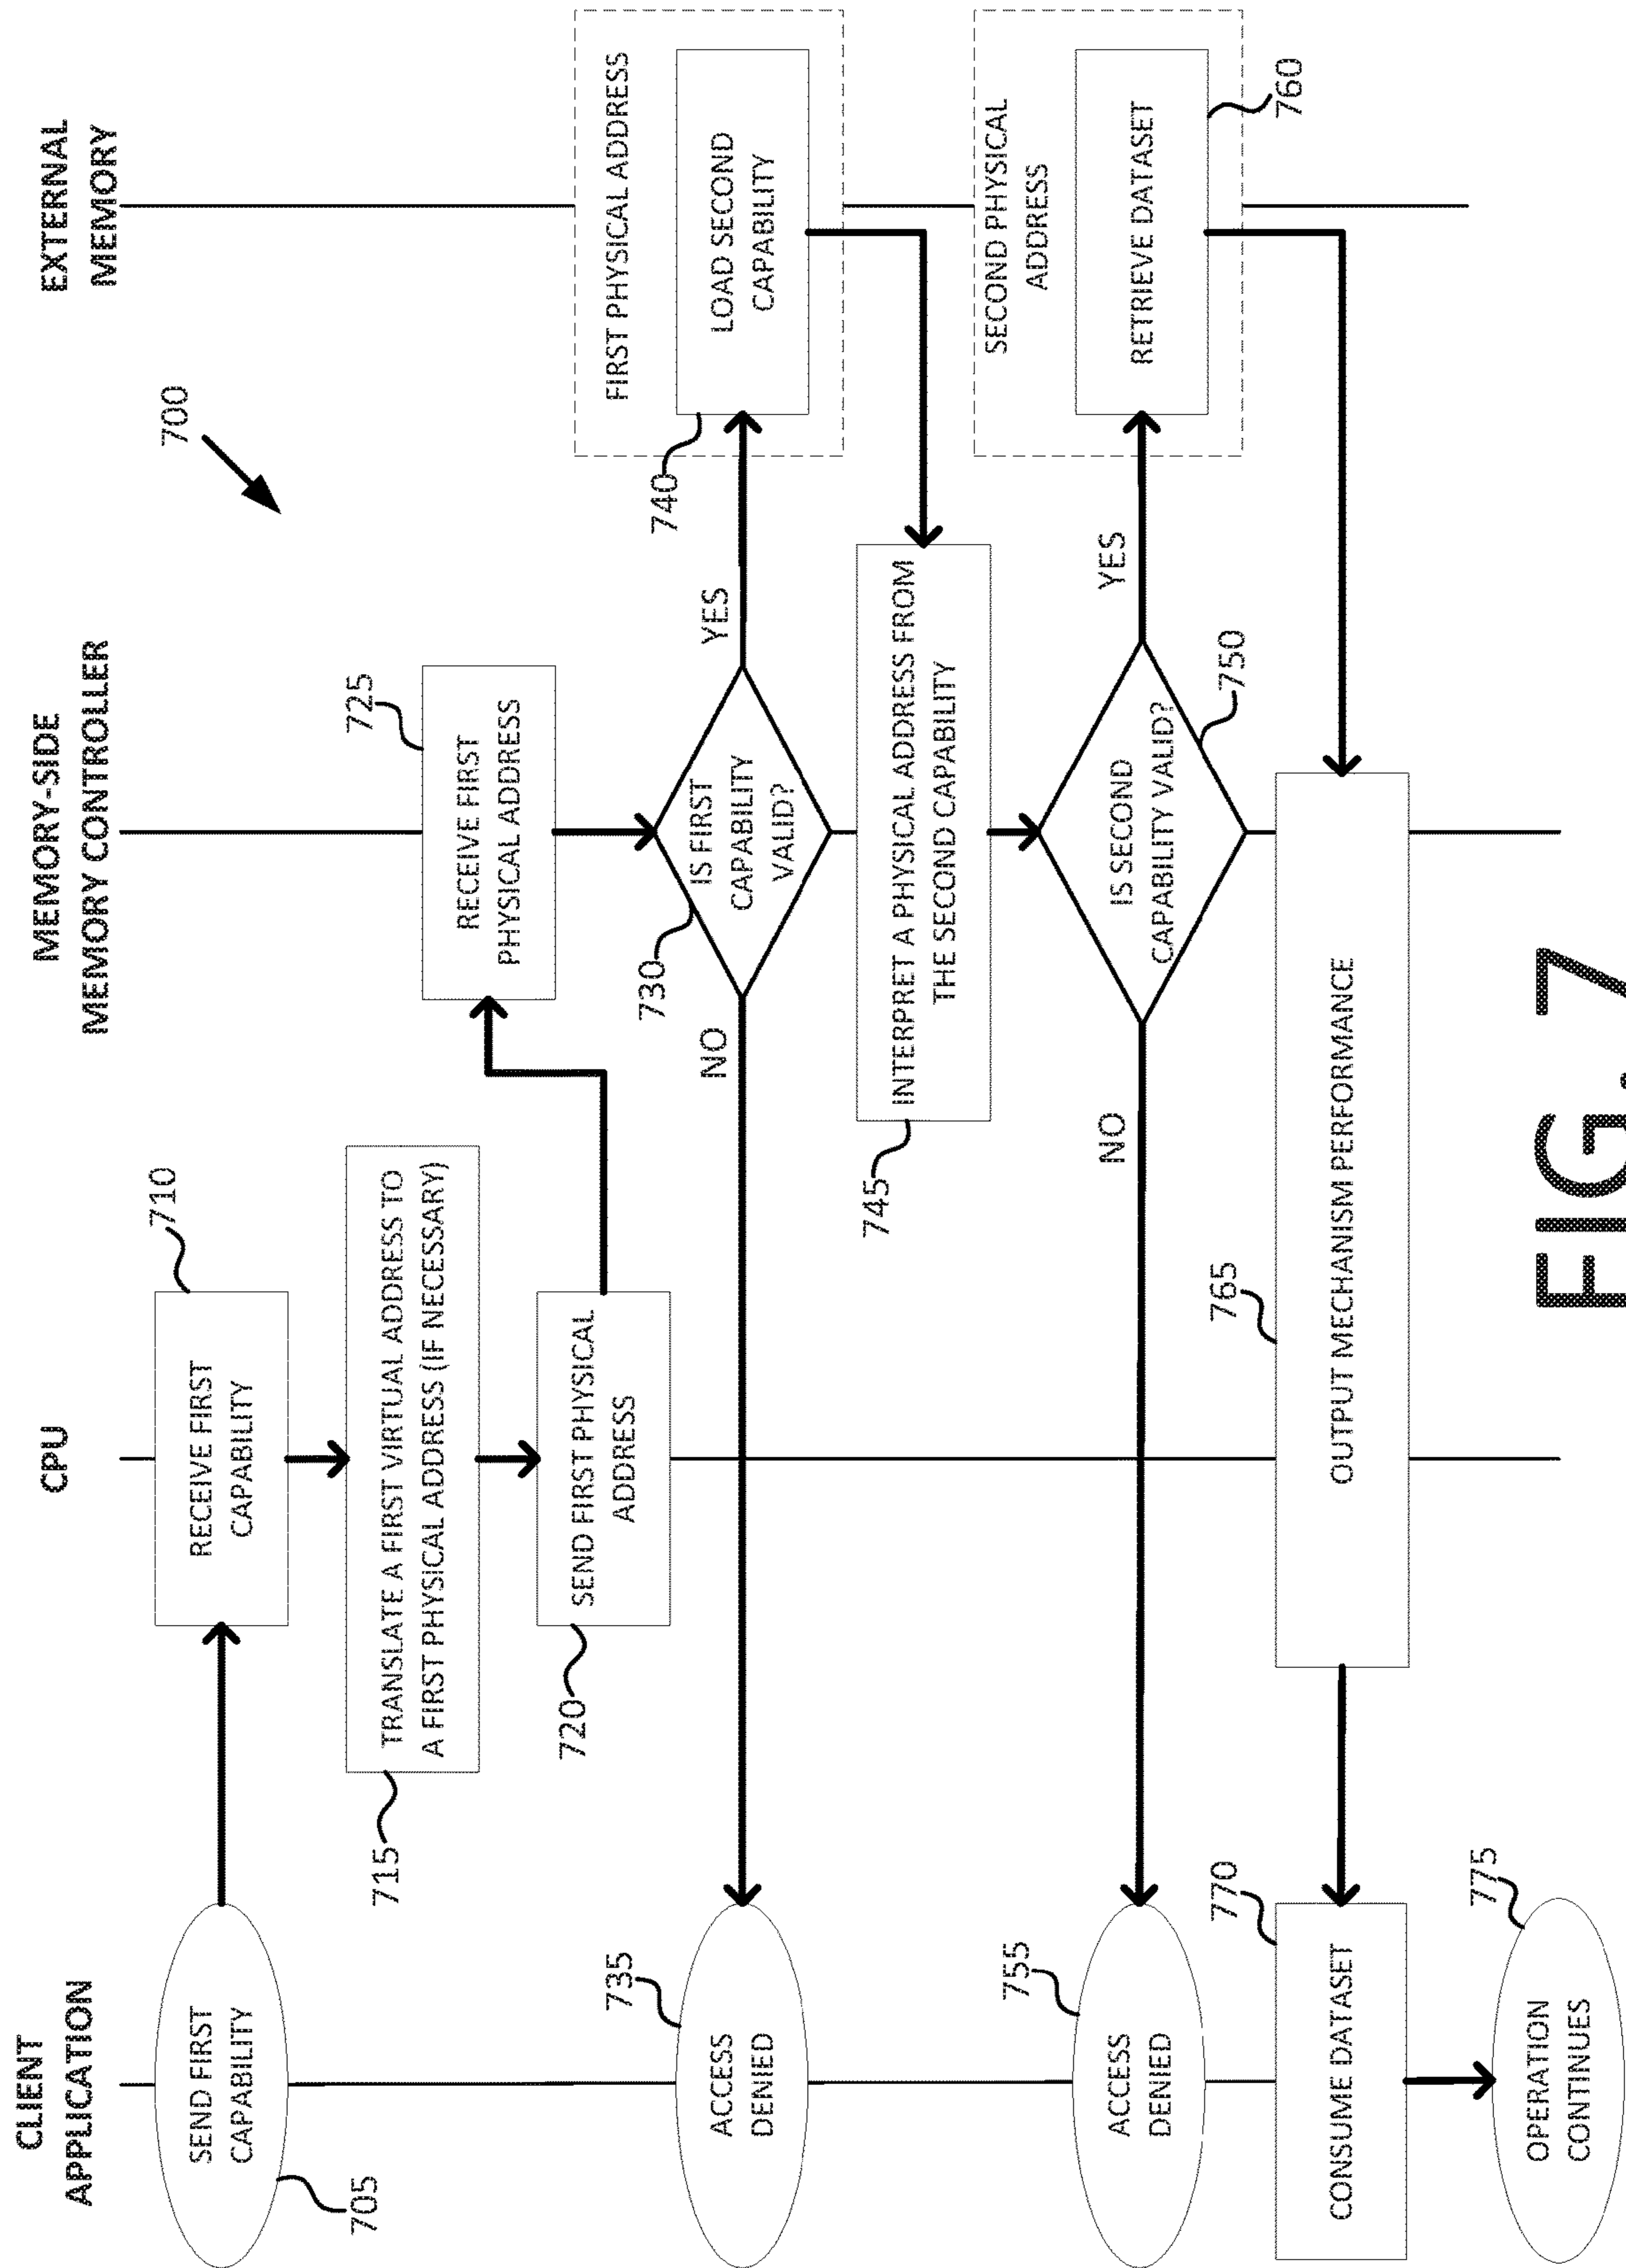 CLIENT
APPLICATION
CPU
MEMORY-SIDE
MEMORY CONTROLLER
EXTERNAL
MEMORY
700
SEND FIRST
CAPABILITY
705
RECEIVE FIRST
CAPABILITY
710
TRANSLATE A FIRST VIRTUAL ADDRESS TO
A FIRST PHYSICAL ADDRESS (IF NECESSARY)
715
SEND FIRST PHYSICAL
ADDRESS
720
RECEIVE FIRST
PHYSICAL ADDRESS
725
IS FIRST
CAPABILITY
VALID?
730
NO
YES
ACCESS
DENIED
735
FIRST PHYSICAL ADDRESS
LOAD SECOND
CAPABILITY
740
INTERPRET A PHYSICAL ADDRESS FROM
THE SECOND CAPABILITY
745
IS SECOND
CAPABILITY VALID?
750
NO
YES
ACCESS
DENIED
755
SECOND PHYSICAL
ADDRESS
RETRIEVE DATASET
760
OUTPUT MECHANISM PERFORMANCE
765
CONSUME DATASET
770
OPERATION
CONTINUES
775
FIG. 7